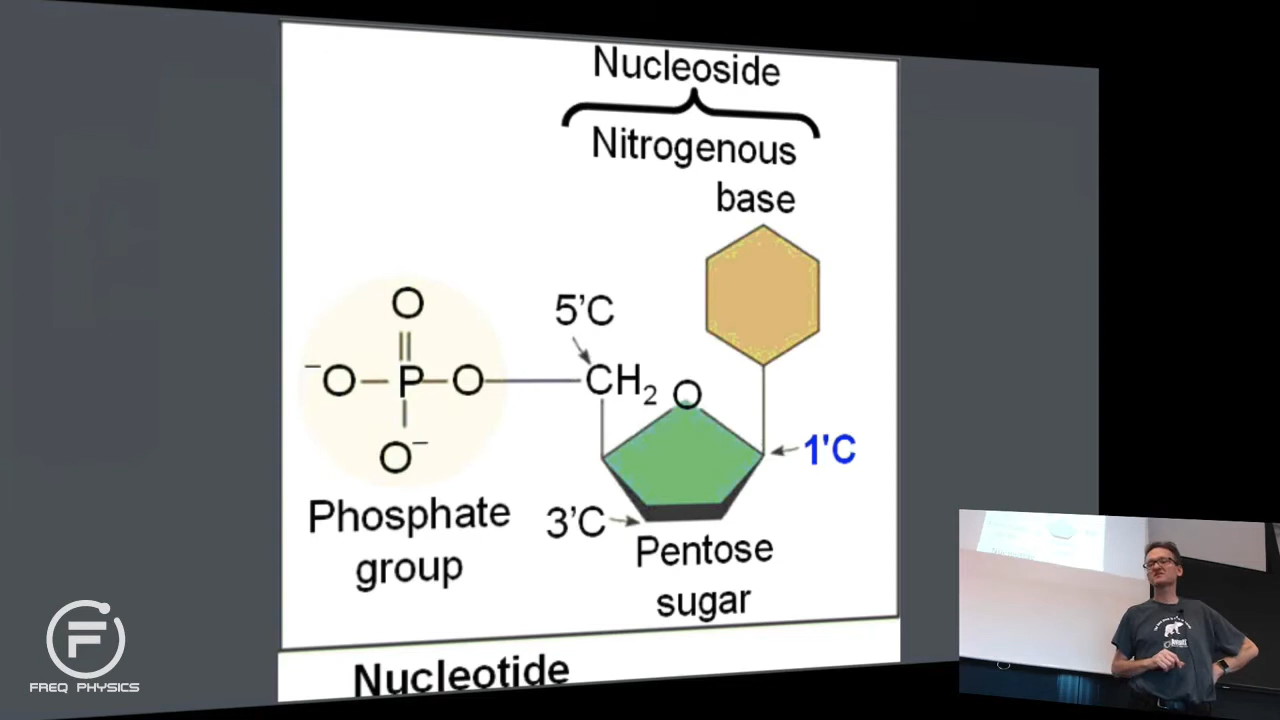 Nucleoside
Nitrogenous
base
O
5'C
⁻O
P
O
CH₂
O
O⁻
1'C
Phosphate
group
3'C
Pentose
sugar
Nucleotide
F
FREQ PHYSICS